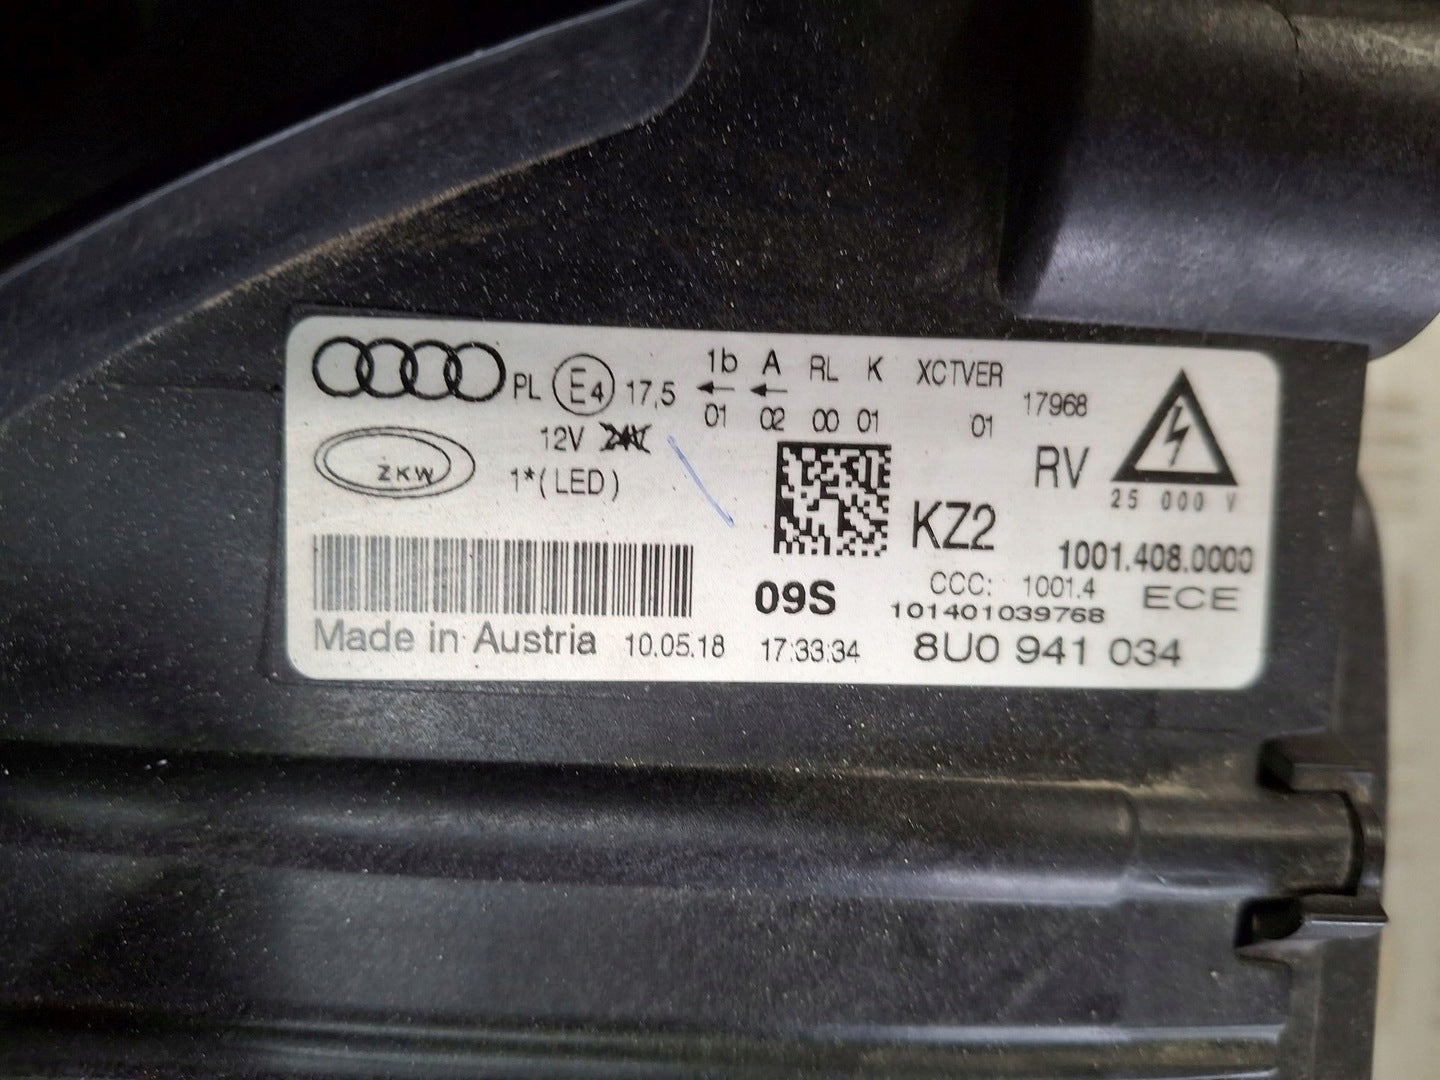 PL E4 17,5 1b A RL K XCTVER
01 02 00 01 01 17968
12V 24V
ZKW 1*(LED) RV
25 000 V
KZ2
1001.408.0000
09S CCC: 1001.4 ECE
101401039768
Made in Austria 10.05.18 17:33:34 8U0 941 034